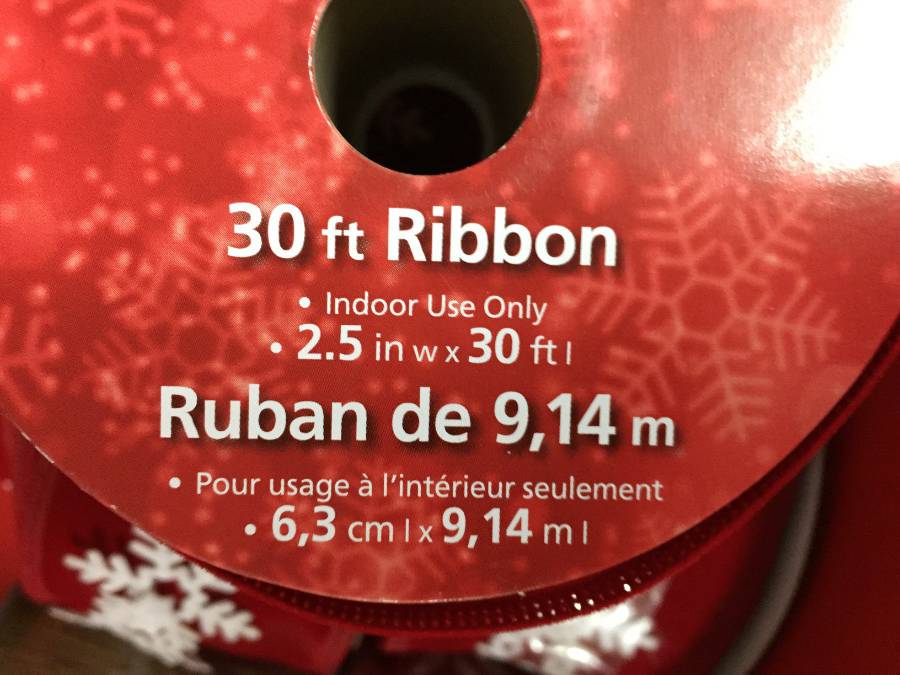 30 ft Ribbon
• Indoor Use Only
• 2.5 in w x 30 ft l
Ruban de 9,14 m
• Pour usage à l'intérieur seulement
• 6,3 cm l x 9,14 m l